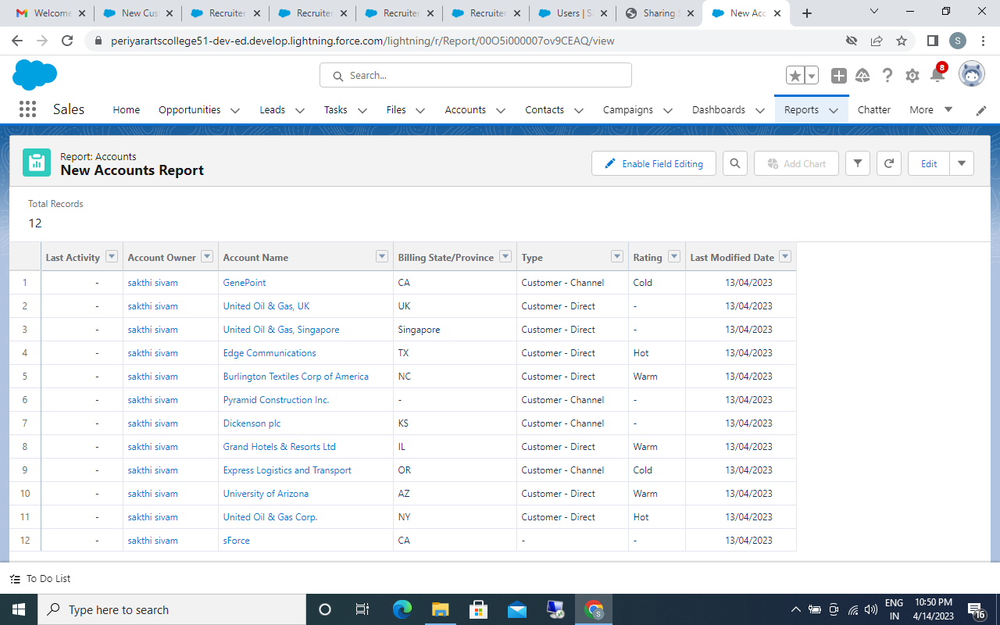 Welcome
New Cus
Recruiter
Recruiter
Recruiter
Recruiter
Users | S
Sharing S
New Acc
periyarartscollege51-dev-ed.develop.lightning.force.com/lightning/r/Report/00O5i000007ov9CEAQ/view
S
Search...
8
Sales Home Opportunities Leads Tasks Files Accounts Contacts Campaigns Dashboards Reports Chatter More
Report: Accounts
New Accounts Report
Enable Field Editing Add Chart Edit
Total Records
12
Last Activity Account Owner Account Name Billing State/Province Type Rating Last Modified Date
1 - sakthi sivam GenePoint CA Customer - Channel Cold 13/04/2023
2 - sakthi sivam United Oil & Gas, UK UK Customer - Direct - 13/04/2023
3 - sakthi sivam United Oil & Gas, Singapore Singapore Customer - Direct - 13/04/2023
4 - sakthi sivam Edge Communications TX Customer - Direct Hot 13/04/2023
5 - sakthi sivam Burlington Textiles Corp of America NC Customer - Direct Warm 13/04/2023
6 - sakthi sivam Pyramid Construction Inc. - Customer - Channel - 13/04/2023
7 - sakthi sivam Dickenson plc KS Customer - Channel - 13/04/2023
8 - sakthi sivam Grand Hotels & Resorts Ltd IL Customer - Direct Warm 13/04/2023
9 - sakthi sivam Express Logistics and Transport OR Customer - Channel Cold 13/04/2023
10 - sakthi sivam University of Arizona AZ Customer - Direct Warm 13/04/2023
11 - sakthi sivam United Oil & Gas Corp. NY Customer - Direct Hot 13/04/2023
12 - sakthi sivam sForce CA - - 13/04/2023
To Do List
Type here to search
S
ENG
IN
10:50 PM
4/14/2023
16